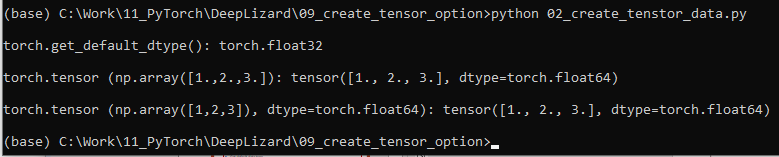 (base) C:\Work\11_PyTorch\DeepLizard\09_create_tensor_option>python 02_create_tenstor_data.py
torch.get_default_dtype(): torch.float32
torch.tensor (np.array([1.,2.,3.]): tensor([1., 2., 3.], dtype=torch.float64)
torch.tensor (np.array([1,2,3]), dtype=torch.float64): tensor([1., 2., 3.], dtype=torch.float64)
(base) C:\Work\11_PyTorch\DeepLizard\09_create_tensor_option>